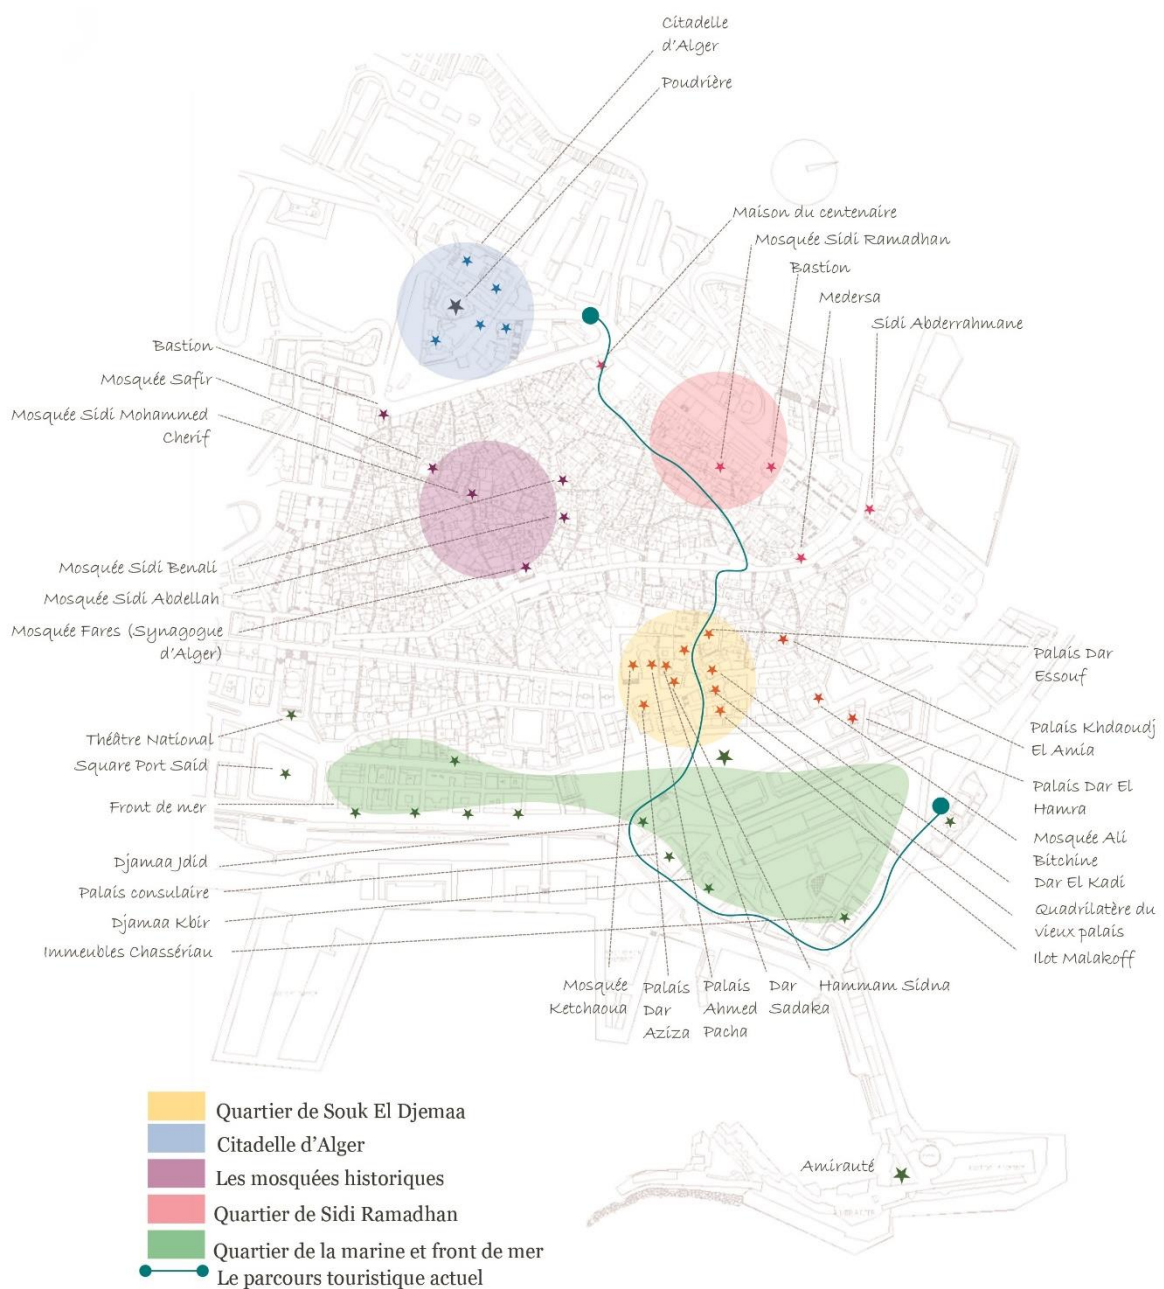 Citadelle
d'Alger
Poudrière
Maison du centenaire
Mosquée Sidi Ramadhan
Bastion
Medersa
Sidi Abderrahmane
Bastion
Mosquée Safir
Mosquée Sidi Mohammed
Cherif
Mosquée Sidi Benali
Mosquée Sidi Abdellah
Mosquée Fares (Synagogue
d'Alger)
Théâtre National
Square Port Said
Front de mer
Djamaa Jdid
Palais consulaire
Djamaa Kbir
Immeubles Chassériau
Palais Dar
Essouf
Palais Khdaoudj
El Amia
Palais Dar El
Hamra
Mosquée Ali
Bitchine
Dar El Kadi
Quadrilatère du
vieux palais
Ilot Malakoff
Mosquée
Ketchaoua
Palais
Dar
Aziza
Palais
Ahmed
Pacha
Dar
Sadaka
Hammam Sidna
Amirauté
Quartier de Souk El Djemaa
Citadelle d'Alger
Les mosquées historiques
Quartier de Sidi Ramadhan
Quartier de la marine et front de mer
Le parcours touristique actuel